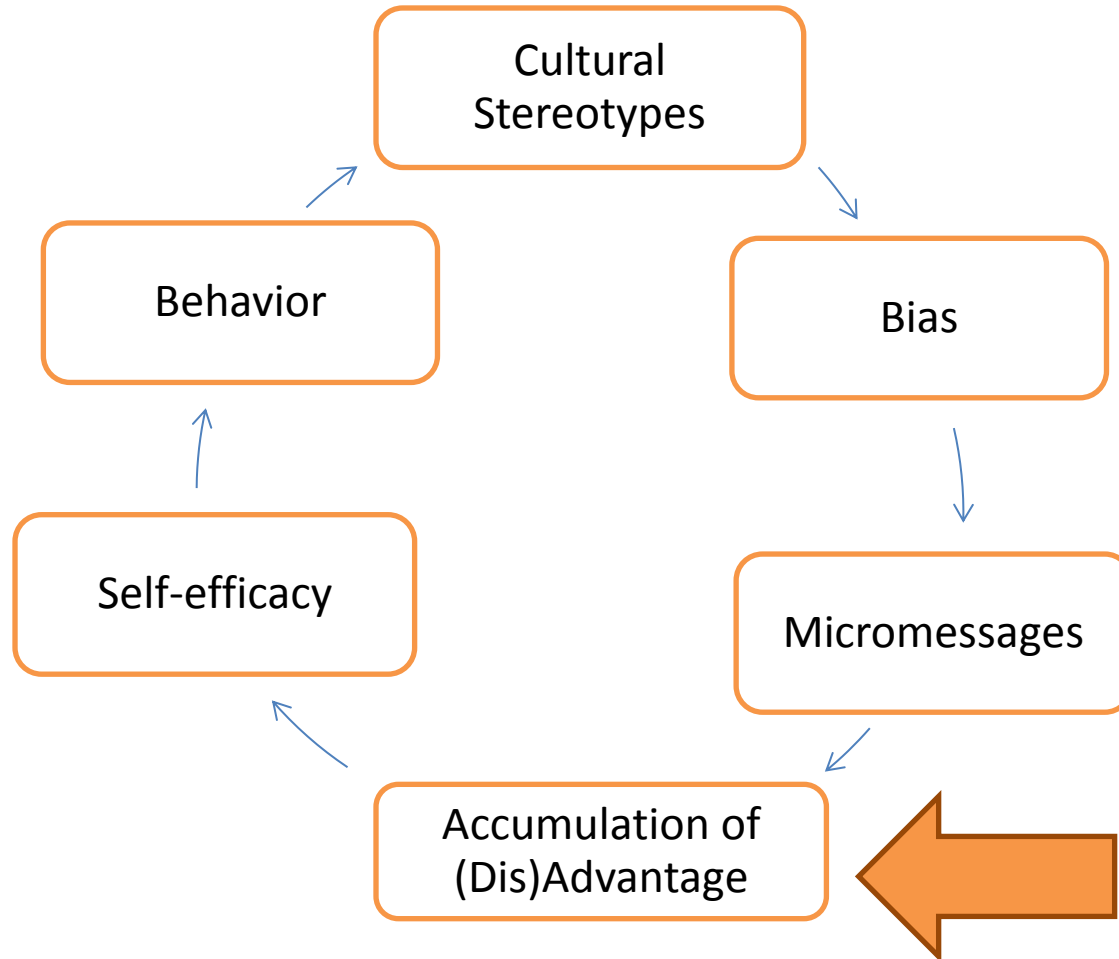 Cultural
Stereotypes
Bias
Micromessages
Accumulation of
(Dis)Advantage
Self-efficacy
Behavior